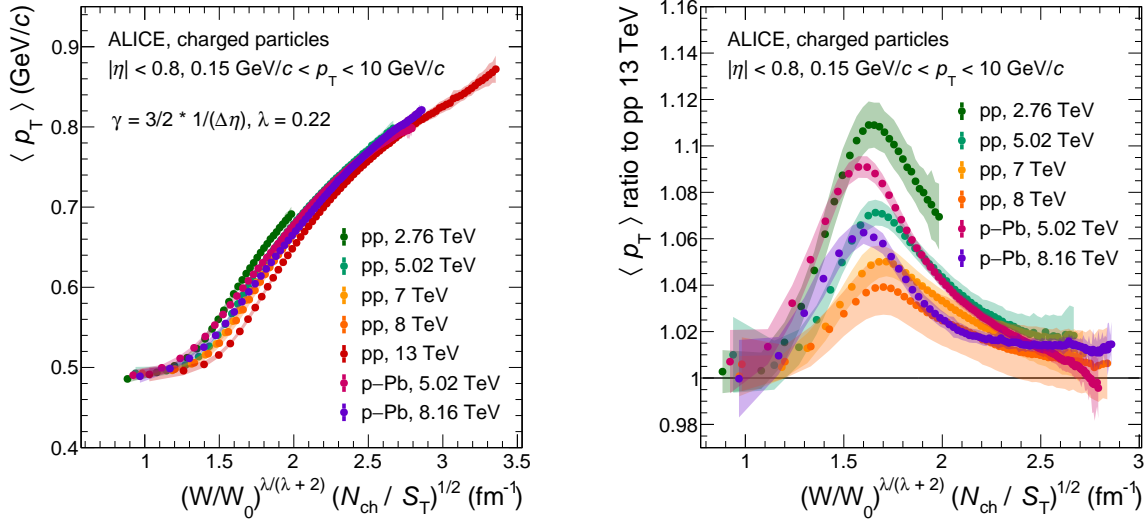 ⟨ p_T ⟩ (GeV/c)
0.9
0.8
0.7
0.6
0.5
0.4
ALICE, charged particles
|η| < 0.8, 0.15 GeV/c < p_T < 10 GeV/c
γ = 3/2 * 1/(Δη), λ = 0.22
pp, 2.76 TeV
pp, 5.02 TeV
pp, 7 TeV
pp, 8 TeV
pp, 13 TeV
p−Pb, 5.02 TeV
p−Pb, 8.16 TeV
1 1.5 2 2.5 3 3.5
(W/W_0)^{λ/(λ + 2)} (N_ch / S_T)^{1/2} (fm^{-1})
⟨ p_T ⟩ ratio to pp 13 TeV
1.16
1.14
1.12
1.10
1.08
1.06
1.04
1.02
1
0.98
ALICE, charged particles
|η| < 0.8, 0.15 GeV/c < p_T < 10 GeV/c
pp, 2.76 TeV
pp, 5.02 TeV
pp, 7 TeV
pp, 8 TeV
p−Pb, 5.02 TeV
p−Pb, 8.16 TeV
1 1.5 2 2.5 3
(W/W_0)^{λ/(λ + 2)} (N_ch / S_T)^{1/2} (fm^{-1})